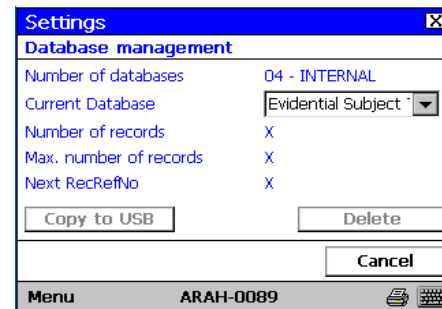 Settings X
Database management
Number of databases 04 - INTERNAL
Current Database Evidential Subject
Number of records X
Max. number of records X
Next RecRefNo X
Copy to USB Delete
Cancel
Menu ARAH-0089